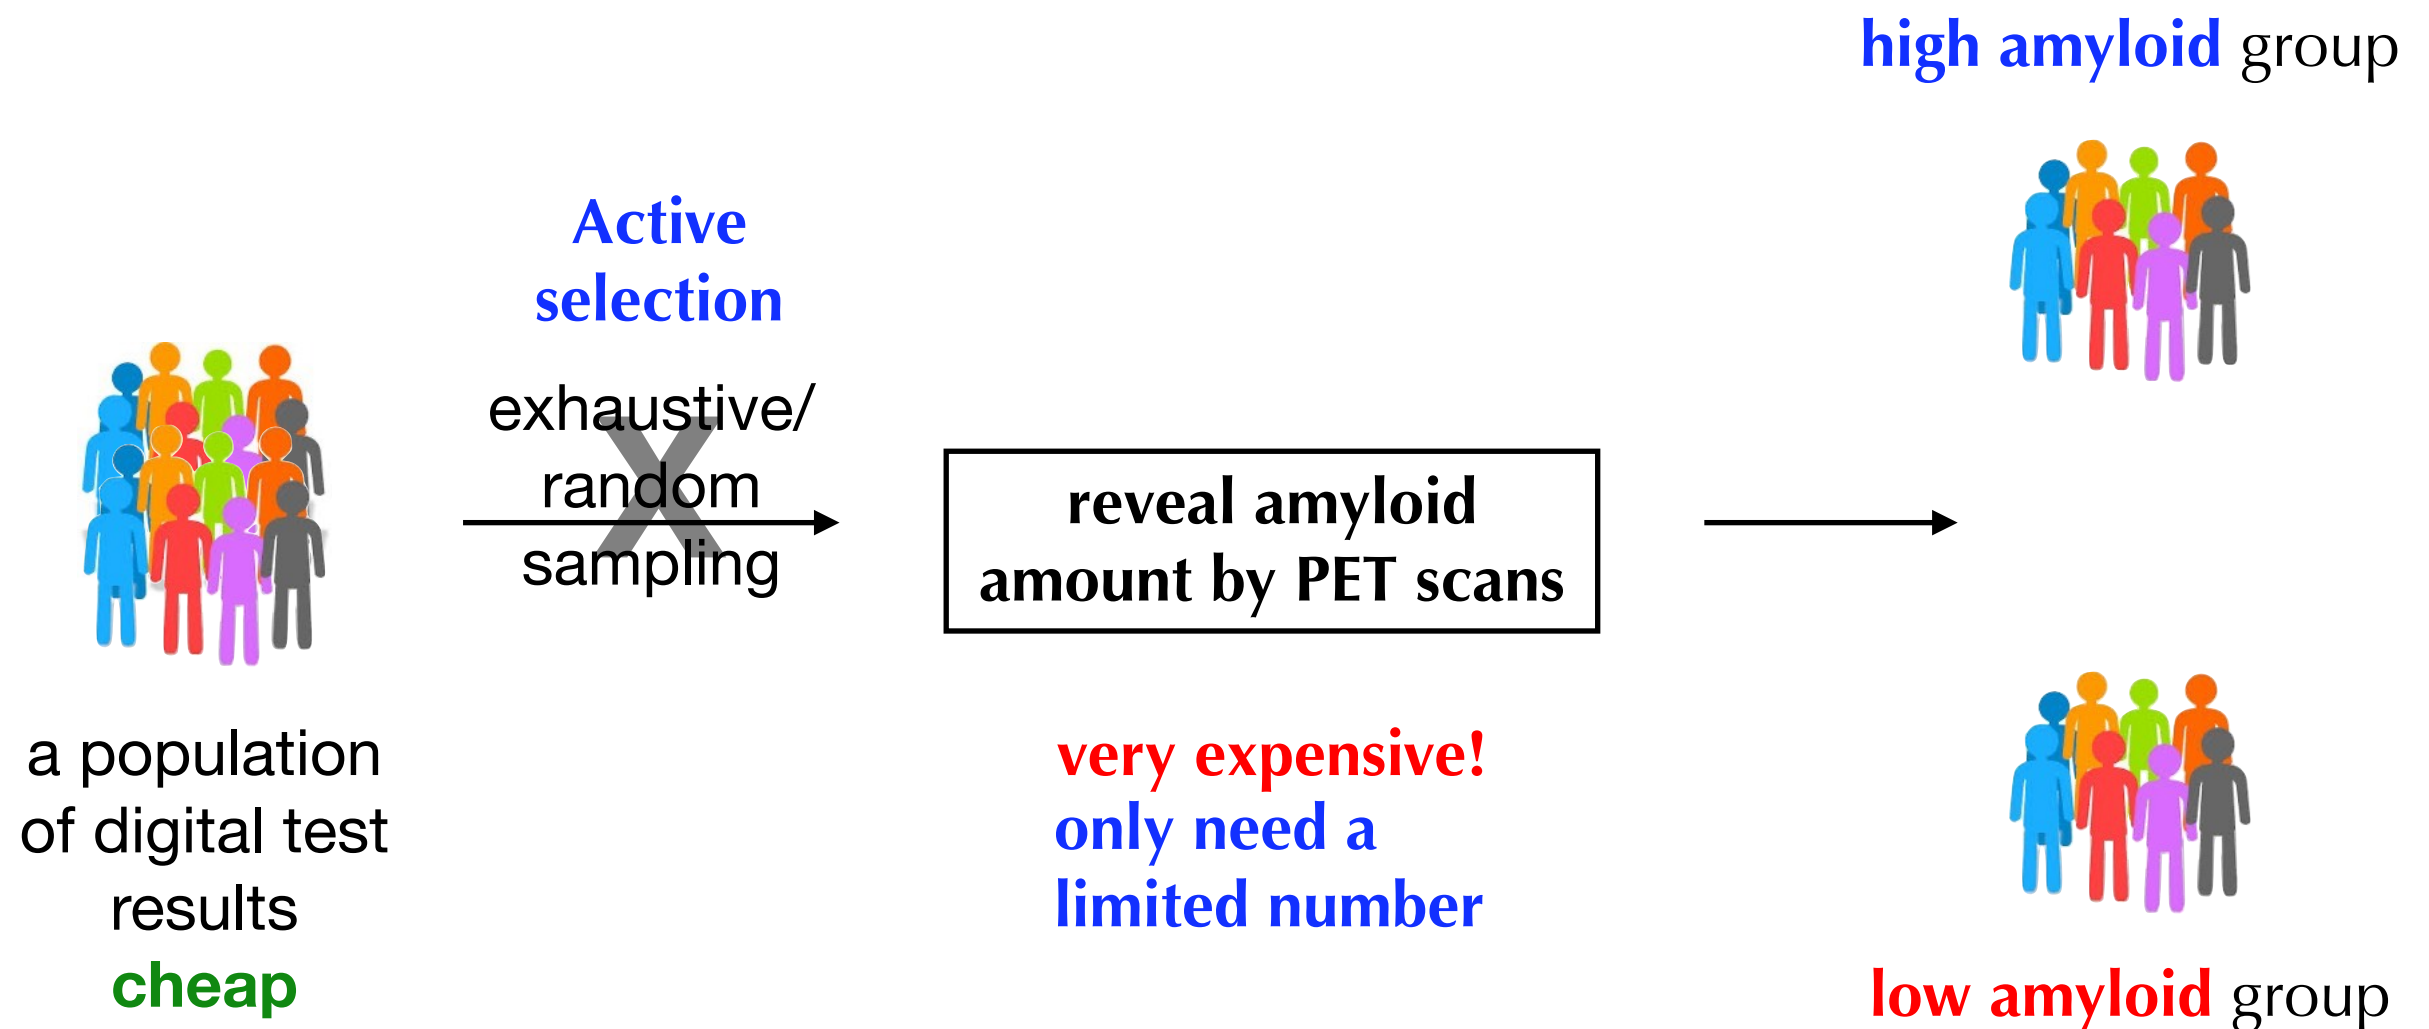 high amyloid group
Active
selection
exhaustive/
random
sampling
X
reveal amyloid
amount by PET scans
a population
of digital test
results
cheap
very expensive!
only need a
limited number
low amyloid group